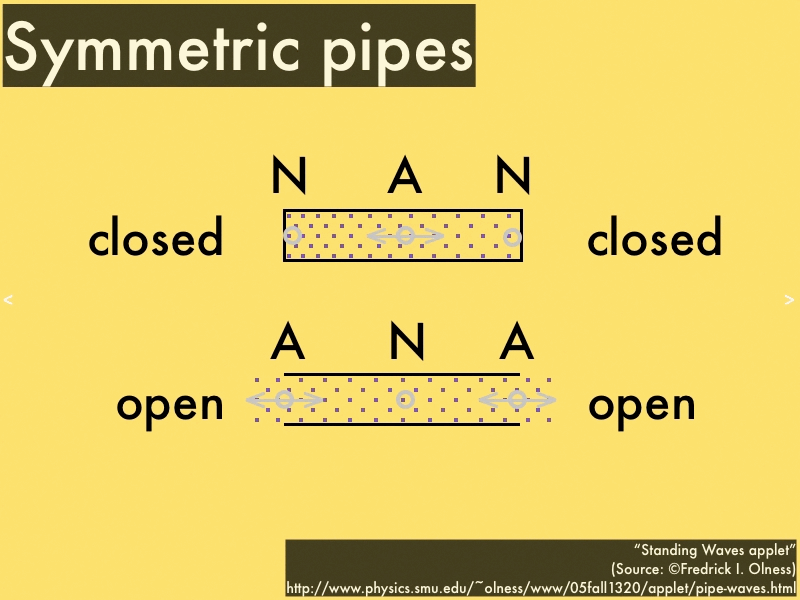 Symmetric pipes
N A N
closed closed
< >
A N A
open open
“Standing Waves applet”
(Source: ©Fredrick I. Olness)
http://www.physics.smu.edu/~olness/www/05fall1320/applet/pipe-waves.html